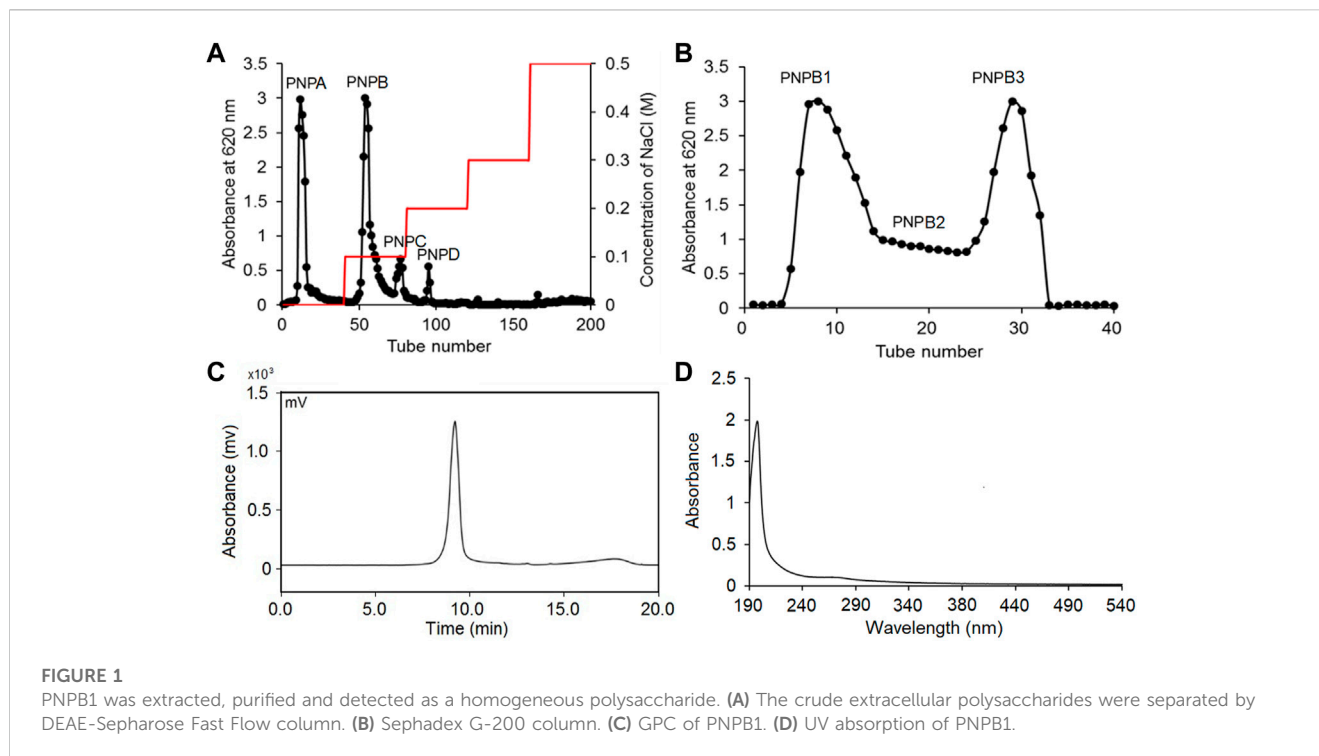 A
PNPA
PNPB
PNPC
PNPD
3.5
3
2.5
2
1.5
1
0.5
0
0.5
0.4
0.3
0.2
0.1
0
0
50
100
150
200
Absorbance at 620 nm
Concentration of NaCl (M)
Tube number
B
PNPB1
PNPB2
PNPB3
3.5
3
2.5
2
1.5
1
0.5
0
0
10
20
30
40
Absorbance at 620 nm
Tube number
C
×10³
mV
1.5
1.0
0.5
0
0.0
5.0
10.0
15.0
20.0
Absorbance (mv)
Time (min)
D
2.5
2
1.5
1
0.5
0
190
240
290
340
380
440
490
540
Absorbance
Wavelength (nm)
FIGURE 1
PNPB1 was extracted, purified and detected as a homogeneous polysaccharide. (A) The crude extracellular polysaccharides were separated by
DEAE-Sepharose Fast Flow column. (B) Sephadex G-200 column. (C) GPC of PNPB1. (D) UV absorption of PNPB1.